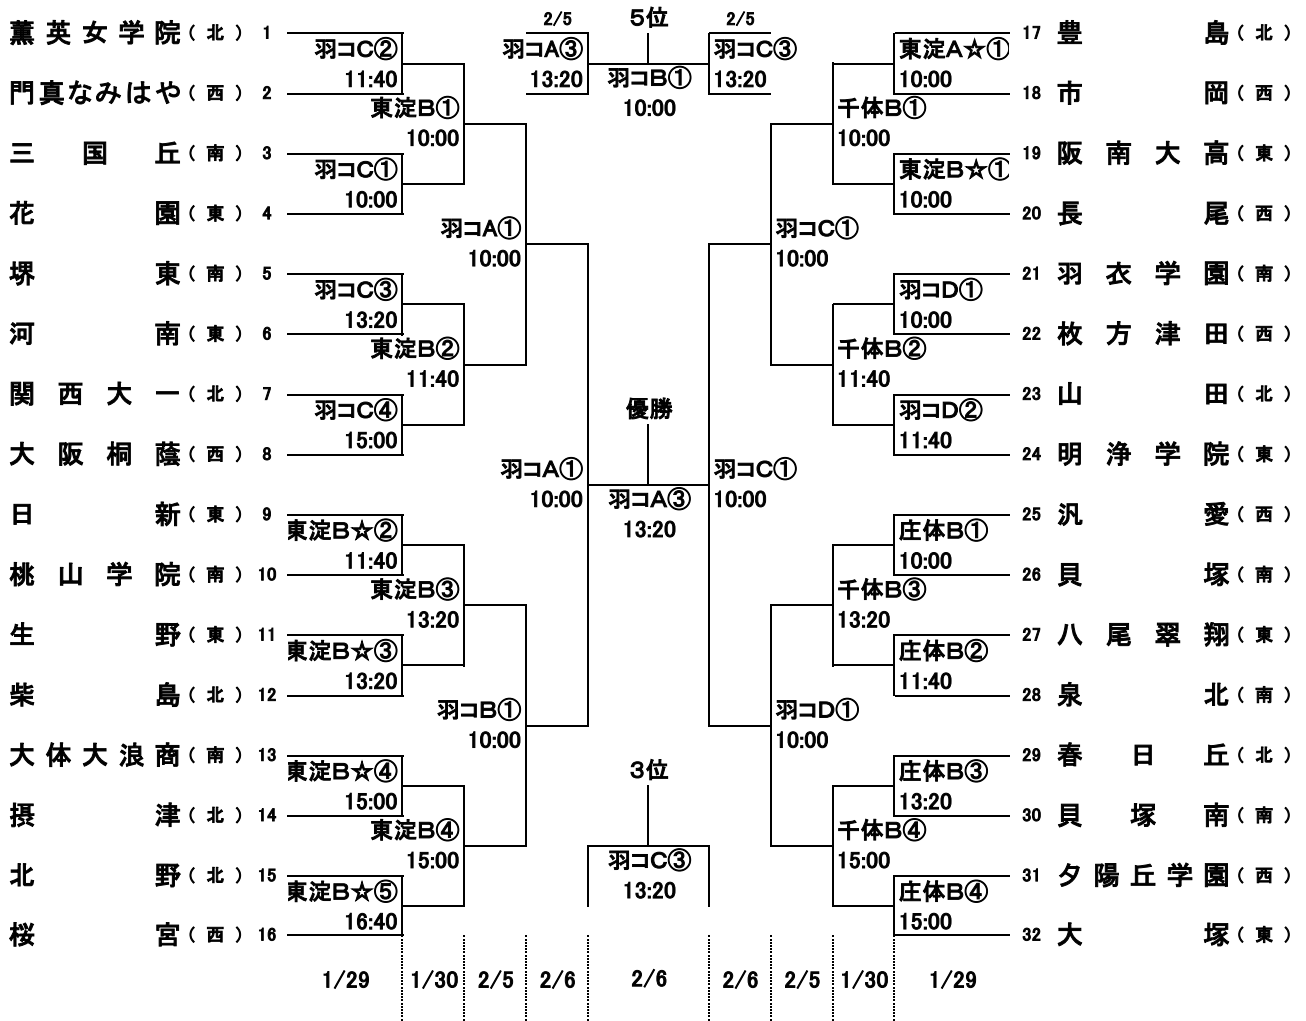 薫英女学院(北) 1
羽コC②
11:40
門真なみはや(西) 2
東淀B①
10:00
三国丘(南) 3
羽コC①
10:00
花園(東) 4
羽コA①
10:00
堺東(南) 5
羽コC③
13:20
河南(東) 6
東淀B②
11:40
関西大一(北) 7
羽コC④
15:00
大阪桐蔭(西) 8
羽コA①
10:00
日新(東) 9
東淀B☆②
11:40
桃山学院(南) 10
東淀B③
13:20
生野(東) 11
東淀B☆③
13:20
柴島(北) 12
羽コB①
10:00
大体大浪商(南) 13
東淀B☆④
15:00
摂津(北) 14
東淀B④
15:00
北野(北) 15
東淀B☆⑤
16:40
桜宮(西) 16
2/5
5位
2/5
羽コA③
13:20
羽コB①
10:00
羽コC③
13:20
優勝
羽コA③
13:20
3位
羽コC③
13:20
17 豊島(北)
東淀A☆①
10:00
18 市岡(西)
千体B①
10:00
19 阪南大高(東)
東淀B☆①
10:00
20 長尾(西)
羽コC①
10:00
21 羽衣学園(南)
羽コD①
10:00
22 枚方津田(西)
千体B②
11:40
23 山田(北)
羽コD②
11:40
24 明浄学院(東)
羽コC①
10:00
25 汎愛(西)
庄体B①
10:00
26 貝塚(南)
千体B③
13:20
27 八尾翠翔(東)
庄体B②
11:40
28 泉北(南)
羽コD①
10:00
29 春日丘(北)
庄体B③
13:20
30 貝塚南(南)
千体B④
15:00
31 夕陽丘学園(西)
庄体B④
15:00
32 大塚(東)
1/29 1/30 2/5 2/6 2/6 2/6 2/5 1/30 1/29